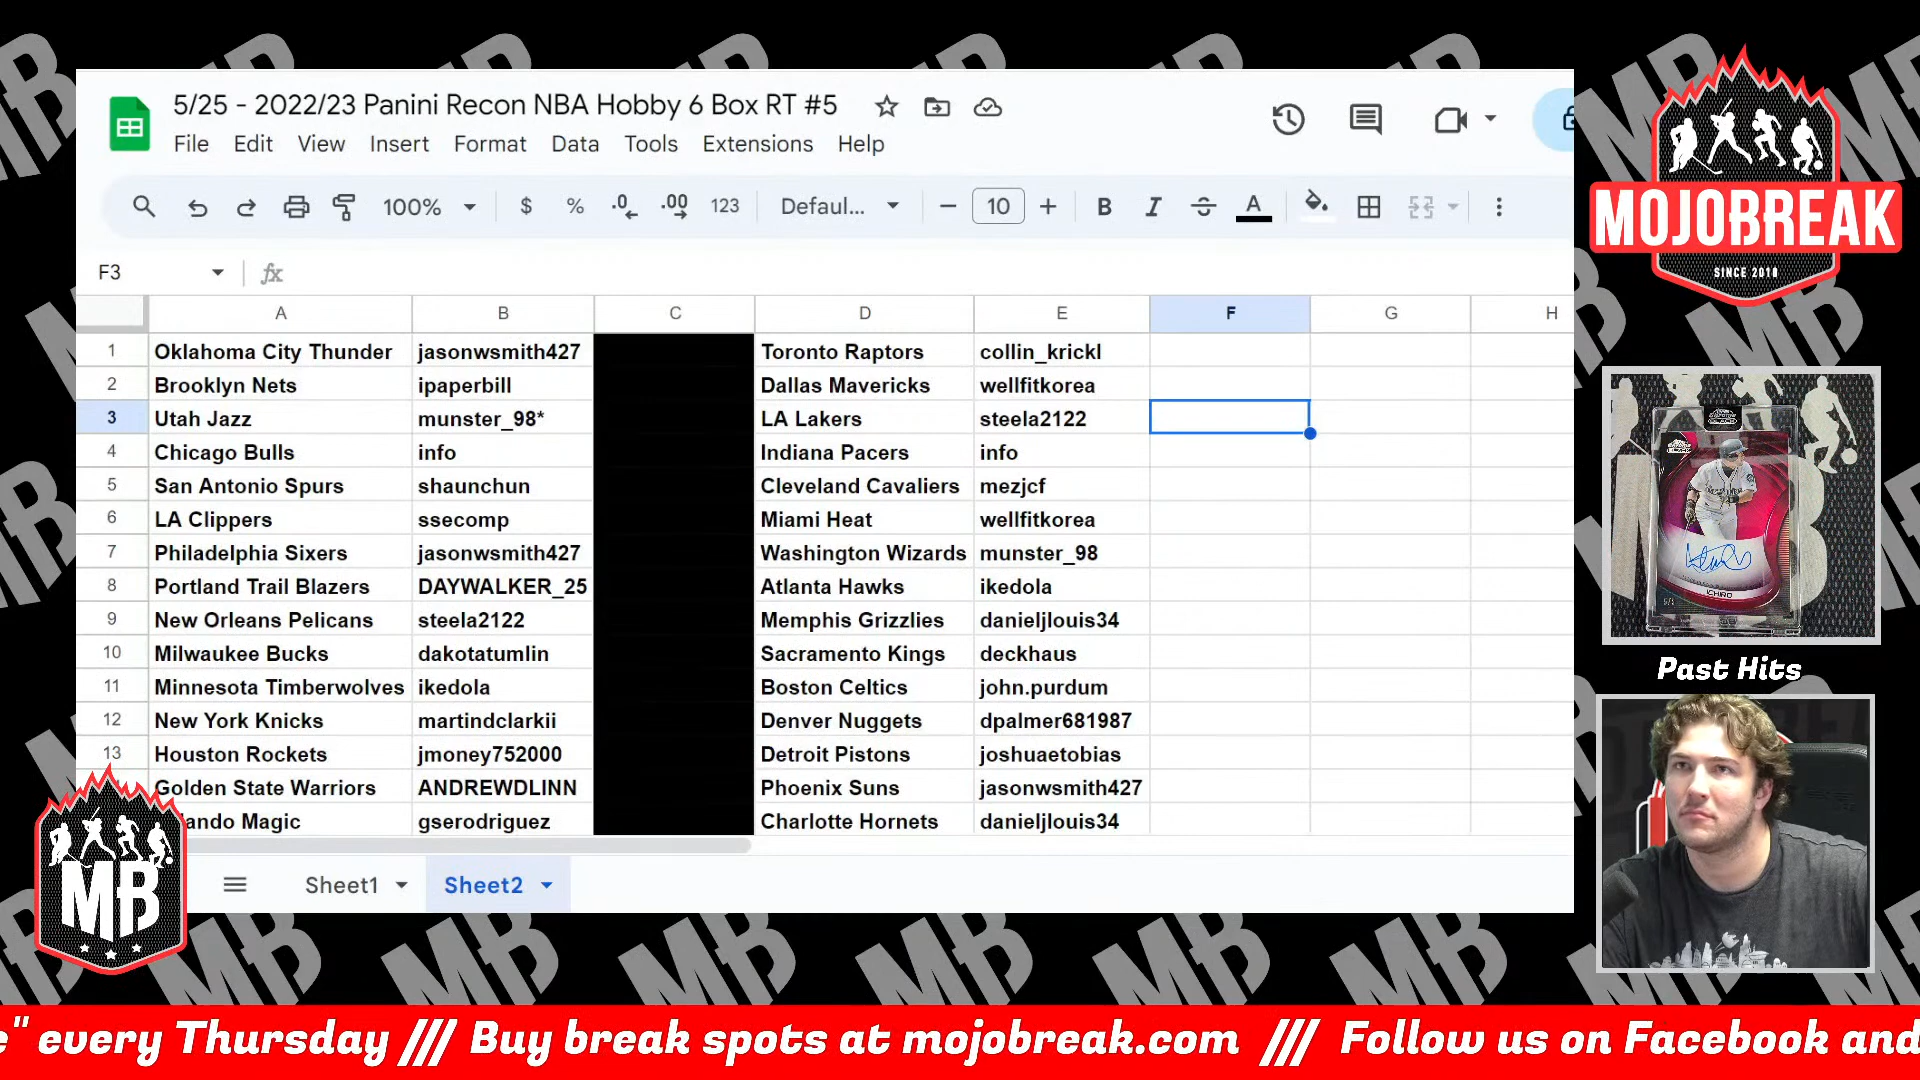 5/25 - 2022/23 Panini Recon NBA Hobby 6 Box RT #5
File Edit View Insert Format Data Tools Extensions Help
100% $ % .0 .00 123 Defaul... 10 B I S A
F3 fx
A B C D E F G H
1 Oklahoma City Thunder jasonwsmith427 Toronto Raptors collin_krickl
2 Brooklyn Nets ipaperbill Dallas Mavericks wellfitkorea
3 Utah Jazz munster_98* LA Lakers steela2122
4 Chicago Bulls info Indiana Pacers info
5 San Antonio Spurs shaunchun Cleveland Cavaliers mezjcf
6 LA Clippers ssecomp Miami Heat wellfitkorea
7 Philadelphia Sixers jasonwsmith427 Washington Wizards munster_98
8 Portland Trail Blazers DAYWALKER_25 Atlanta Hawks ikedola
9 New Orleans Pelicans steela2122 Memphis Grizzlies danieljlouis34
10 Milwaukee Bucks dakotatumlin Sacramento Kings deckhaus
11 Minnesota Timberwolves ikedola Boston Celtics john.purdum
12 New York Knicks martindclarkii Denver Nuggets dpalmer681987
13 Houston Rockets jmoney752000 Detroit Pistons joshuaetobias
Golden State Warriors ANDREWDLINN Phoenix Suns jasonwsmith427
ando Magic gserodriguez Charlotte Hornets danieljlouis34
Sheet1 Sheet2
MB
MOJOBREAK
SINCE 2010
ICHIRO
Past Hits
e" every Thursday /// Buy break spots at mojobreak.com /// Follow us on Facebook and